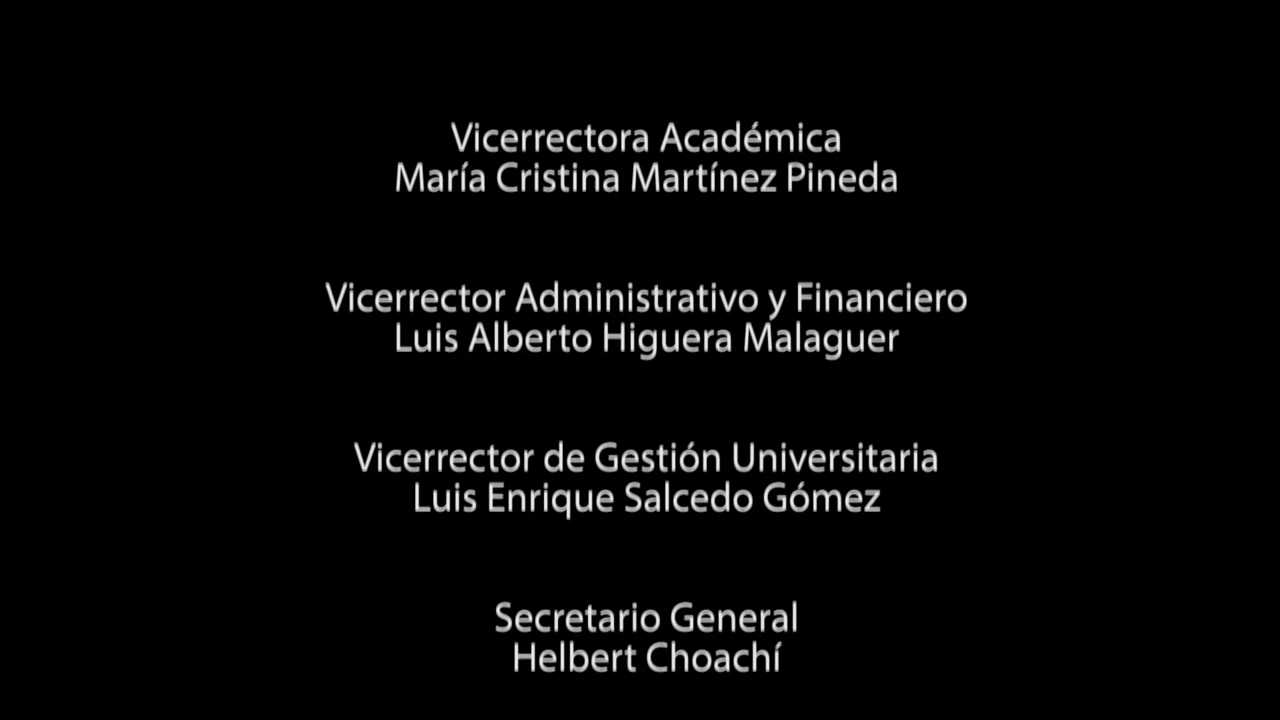 Vicerrectora Académica
María Cristina Martínez Pineda
Vicerrector Administrativo y Financiero
Luis Alberto Higuera Malaguer
Vicerrector de Gestión Universitaria
Luis Enrique Salcedo Gómez
Secretario General
Helbert Choachí